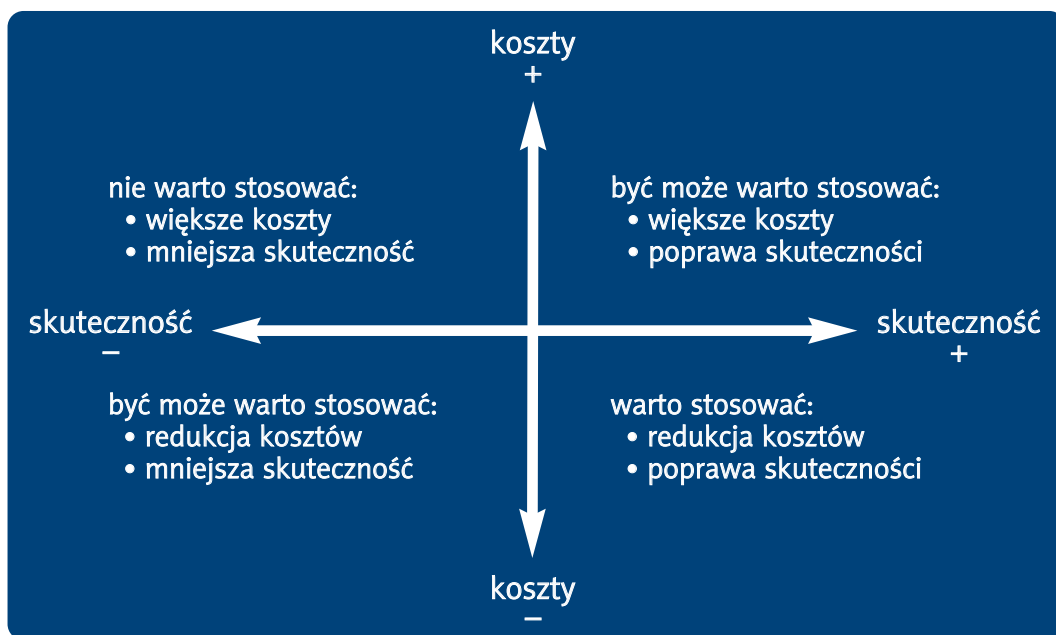 koszty
+
nie warto stosować:
• większe koszty
• mniejsza skuteczność
być może warto stosować:
• większe koszty
• poprawa skuteczności
skuteczność
–
skuteczność
+
być może warto stosować:
• redukcja kosztów
• mniejsza skuteczność
warto stosować:
• redukcja kosztów
• poprawa skuteczności
koszty
–